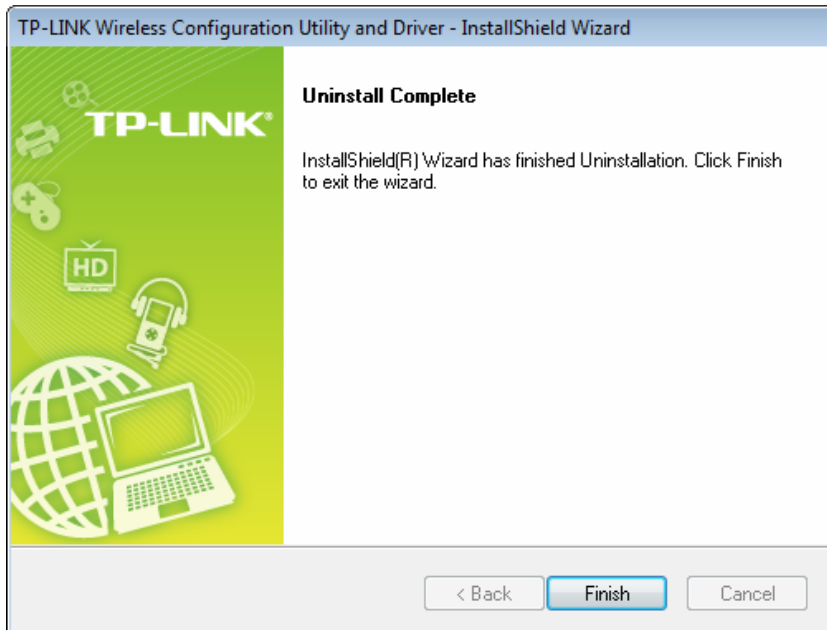 TP-LINK Wireless Configuration Utility and Driver - InstallShield Wizard
TP-LINK®
HD
Uninstall Complete
InstallShield(R) Wizard has finished Uninstallation. Click Finish
to exit the wizard.
< Back
Finish
Cancel